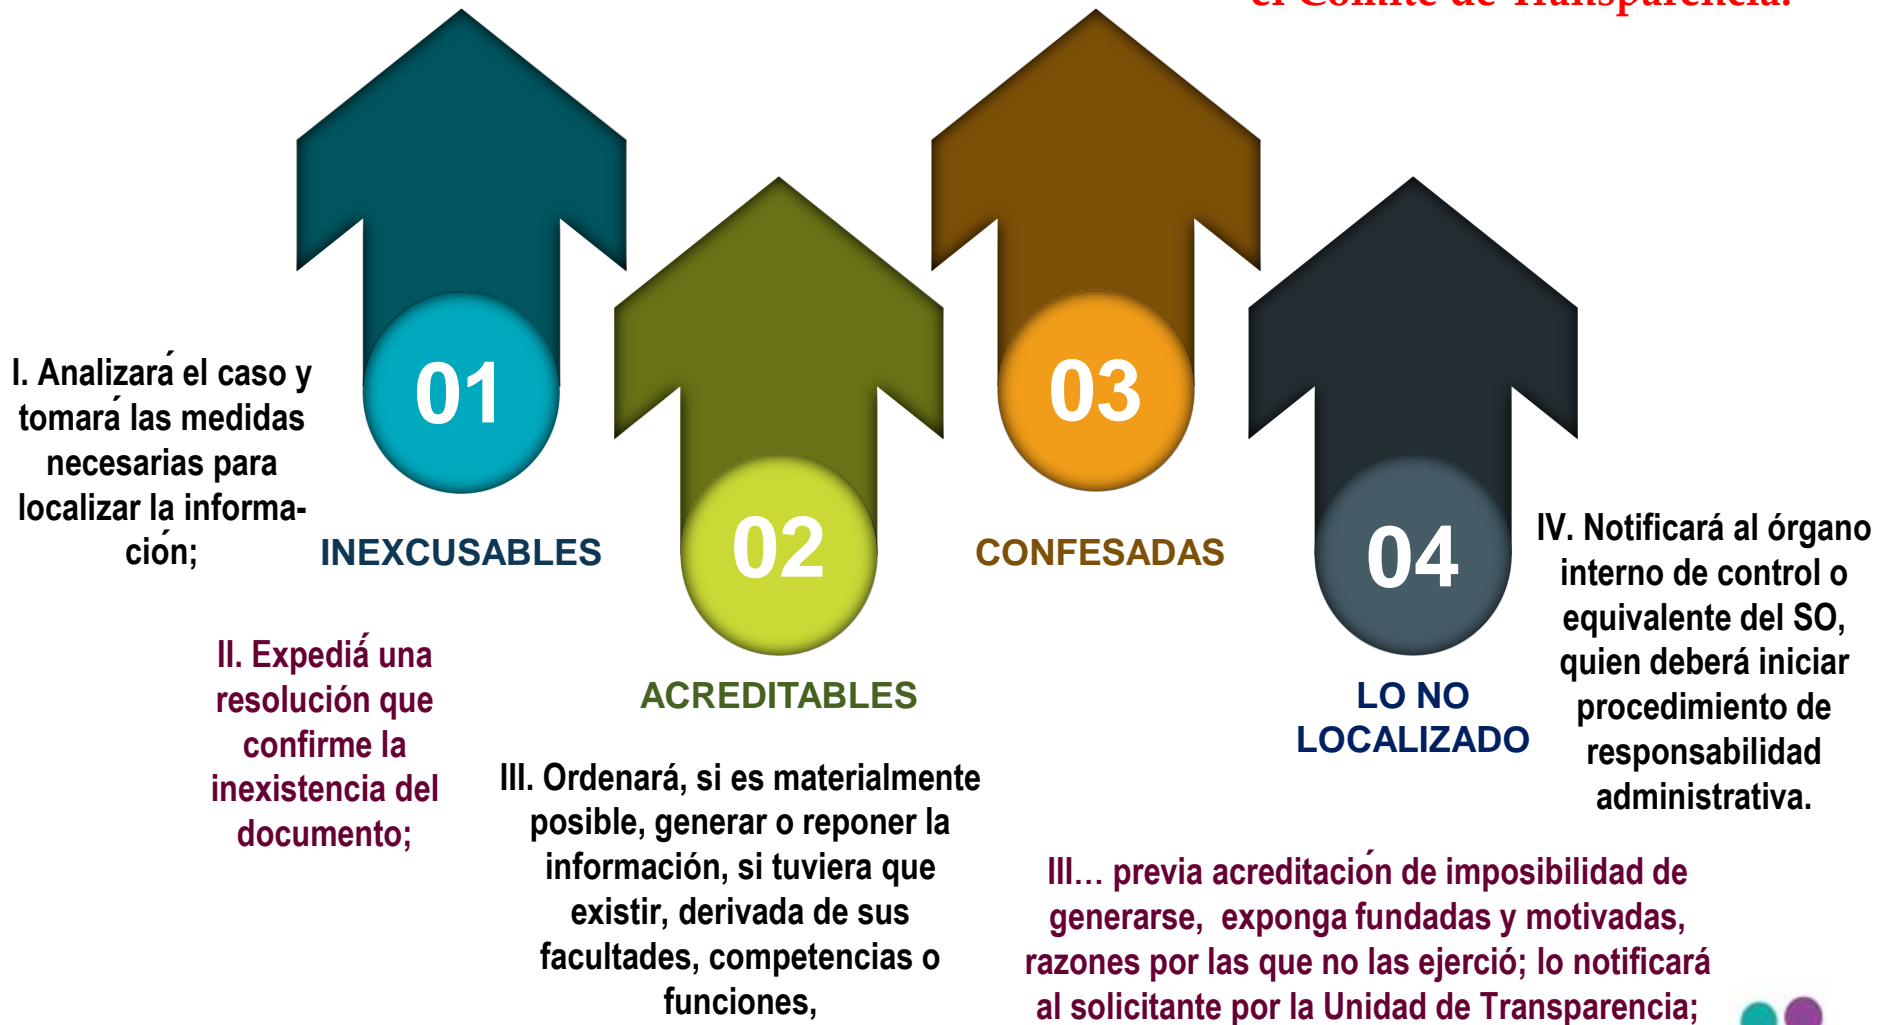 el Comité de Transparencia.
01
I. Analizará el caso y
tomará las medidas
necesarias para
localizar la informa-
ción;
INEXCUSABLES
II. Expediá una
resolución que
confirme la
inexistencia del
documento;
02
ACREDITABLES
III. Ordenará, si es materialmente
posible, generar o reponer la
información, si tuviera que
existir, derivada de sus
facultades, competencias o
funciones,
03
CONFESADAS
III... previa acreditación de imposibilidad de
generarse, exponga fundadas y motivadas,
razones por las que no las ejerció; lo notificará
al solicitante por la Unidad de Transparencia;
04
LO NO
LOCALIZADO
IV. Notificará al órgano
interno de control o
equivalente del SO,
quien deberá iniciar
procedimiento de
responsabilidad
administrativa.